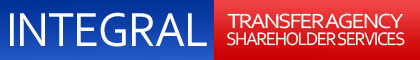 INTEGRAL
TRANSFER AGENCY
SHAREHOLDER SERVICES